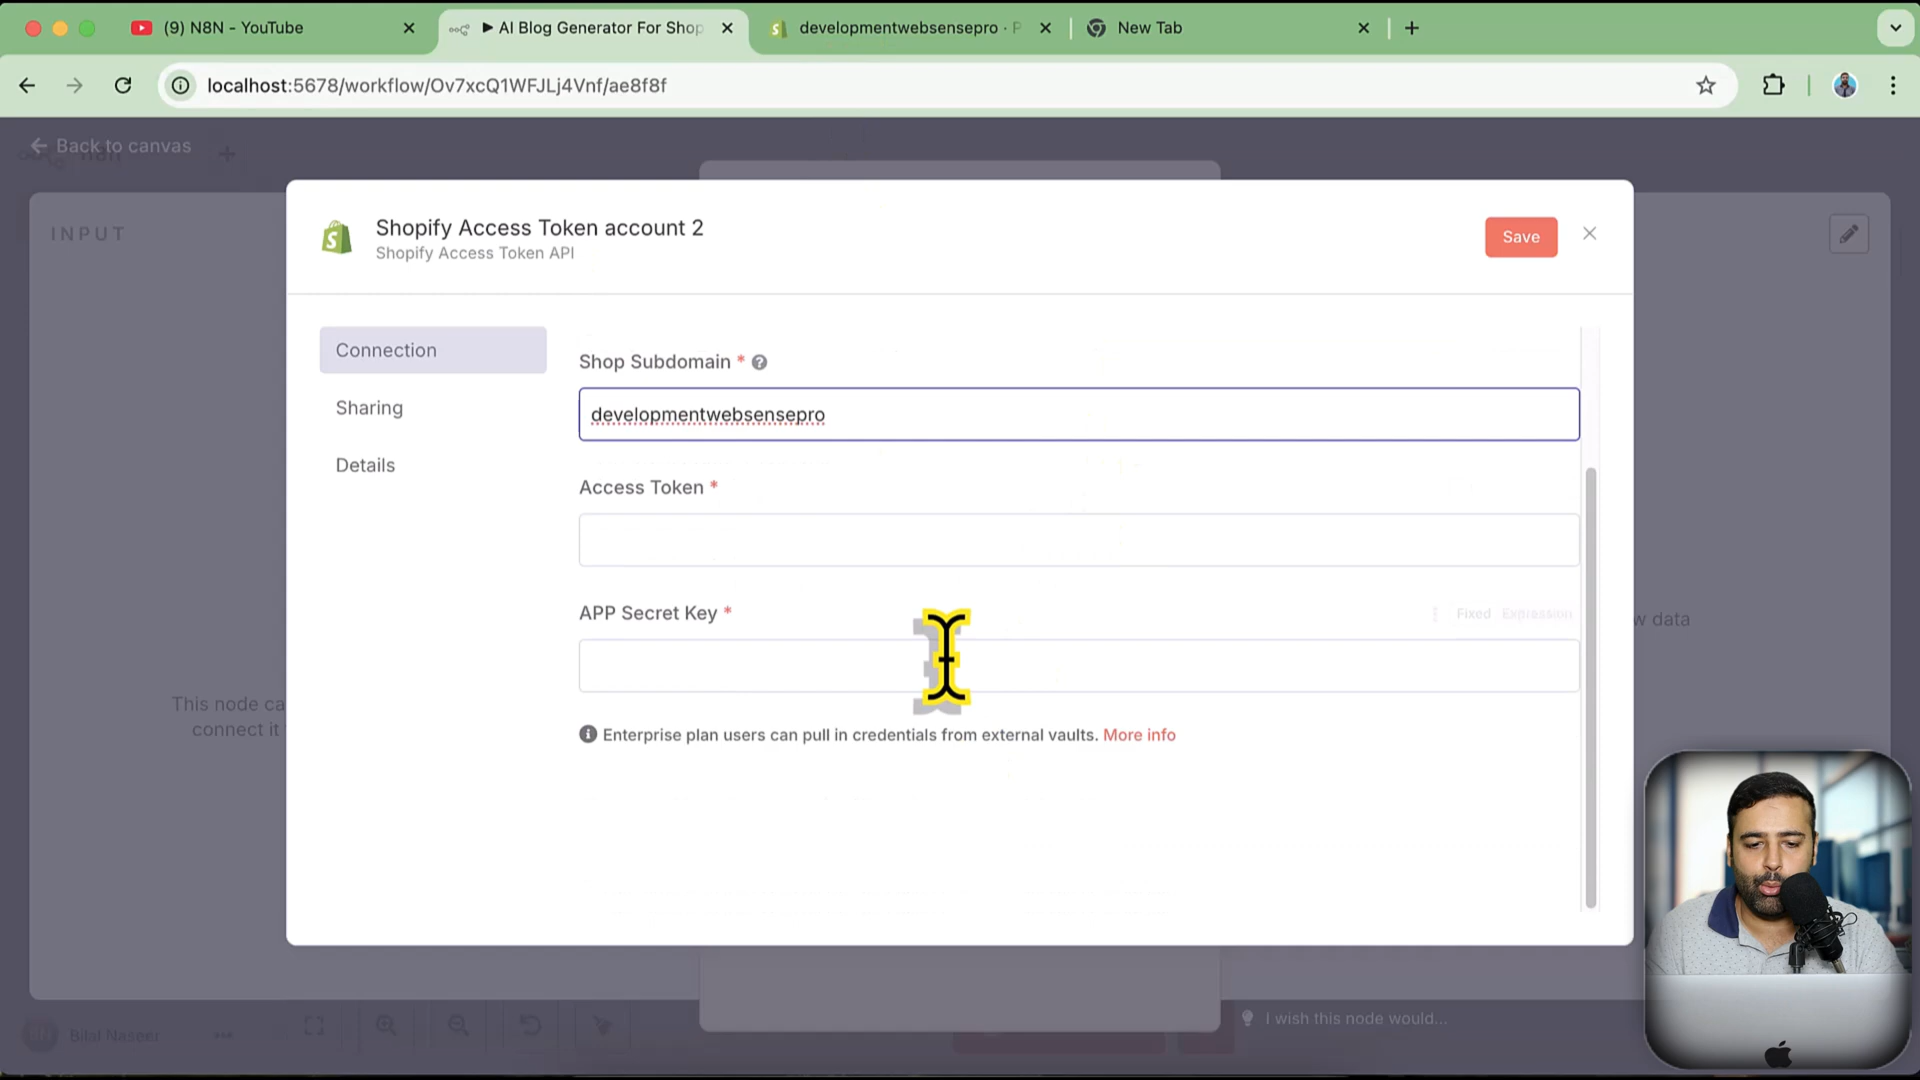 (9) N8N - YouTube
AI Blog Generator For Shop
developmentwebsensepro · P
New Tab
localhost:5678/workflow/Ov7xcQ1WFJLj4Vnf/ae8f8f
Back to canvas
INPUT
Shopify Access Token account 2
Shopify Access Token API
Save
Connection
Sharing
Details
Shop Subdomain *
developmentwebsensepro
Access Token *
APP Secret Key *
Fixed Expression
Enterprise plan users can pull in credentials from external vaults. More info
This node ca
connect it
w data
I wish this node would...
Bilal Naseer